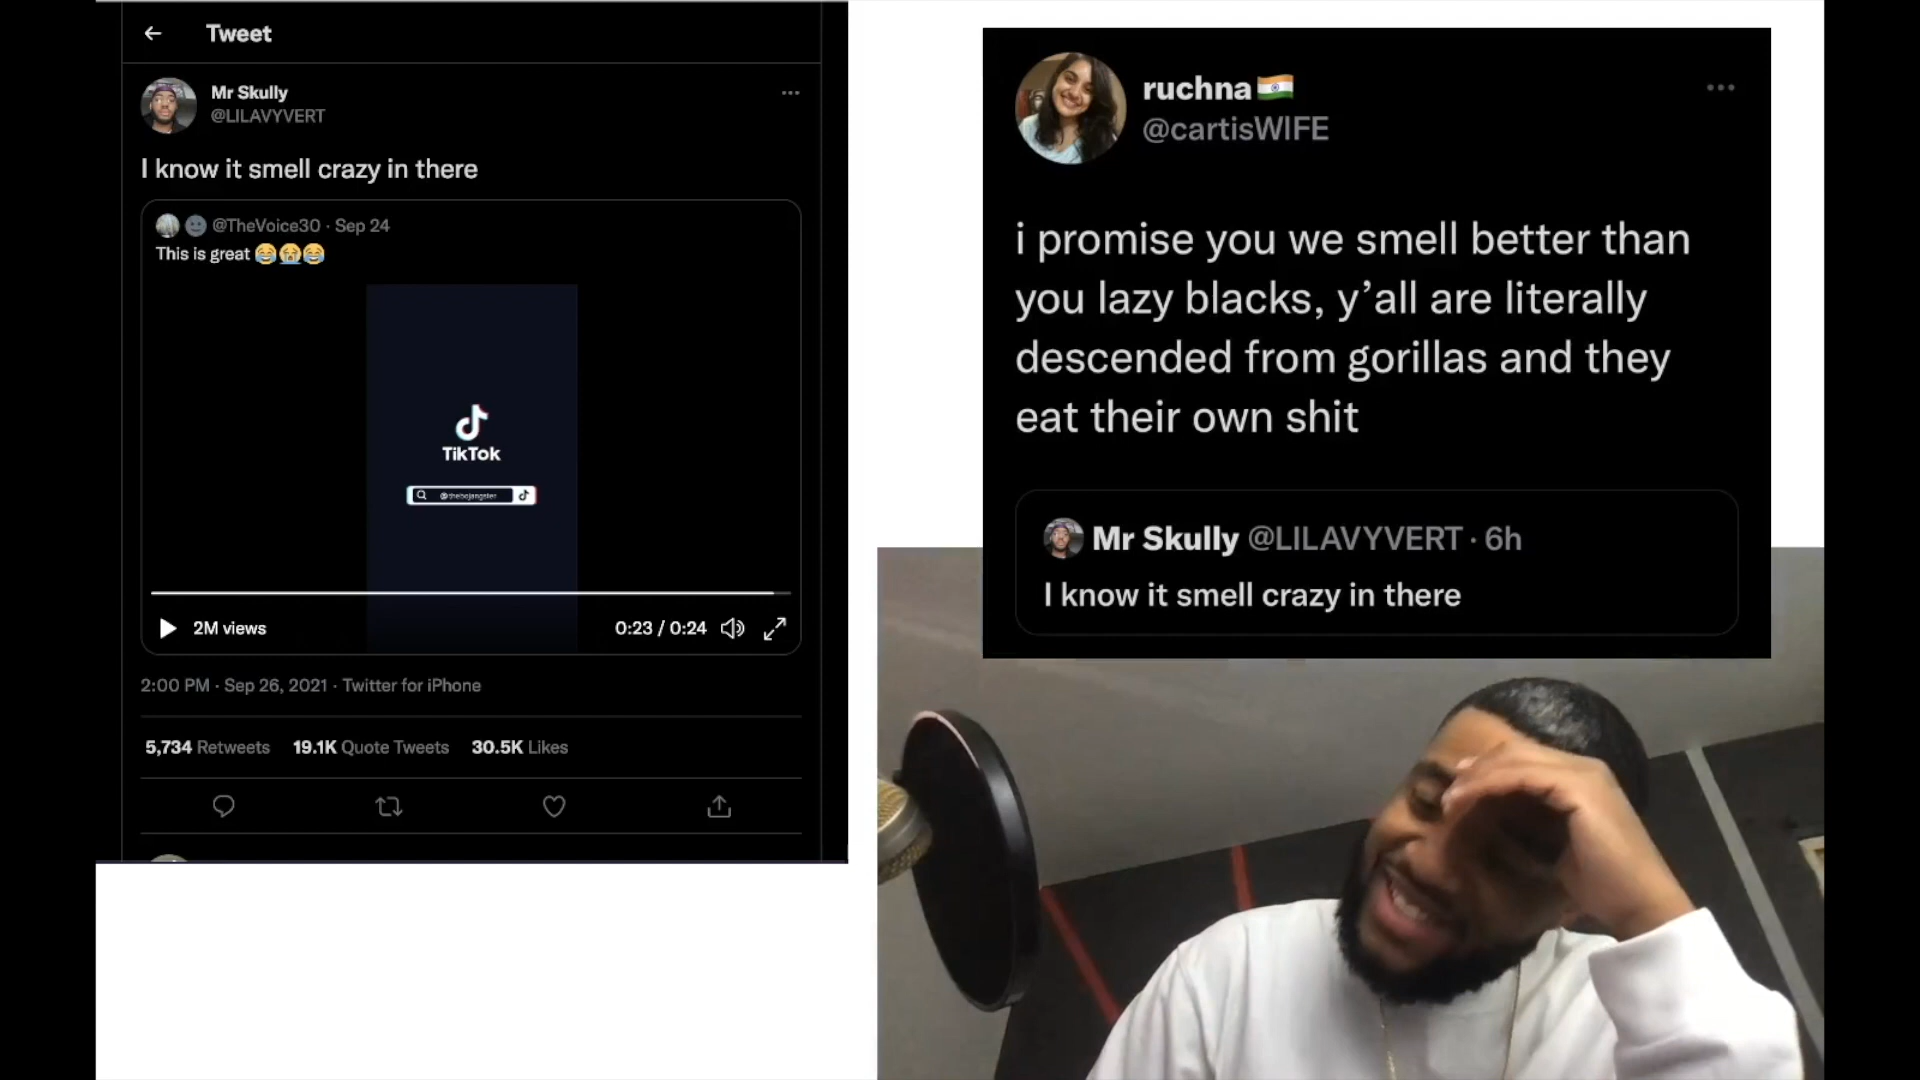 Tweet
Mr Skully
@LILAVYVERT
I know it smell crazy in there
@TheVoice30 · Sep 24
This is great 😂😭😂
TikTok
@thebojangster
2M views
0:23 / 0:24
2:00 PM · Sep 26, 2021 · Twitter for iPhone
5,734 Retweets 19.1K Quote Tweets 30.5K Likes
ruchna🇮🇳
@cartisWIFE
i promise you we smell better than
you lazy blacks, y’all are literally
descended from gorillas and they
eat their own shit
Mr Skully @LILAVYVERT · 6h
I know it smell crazy in there